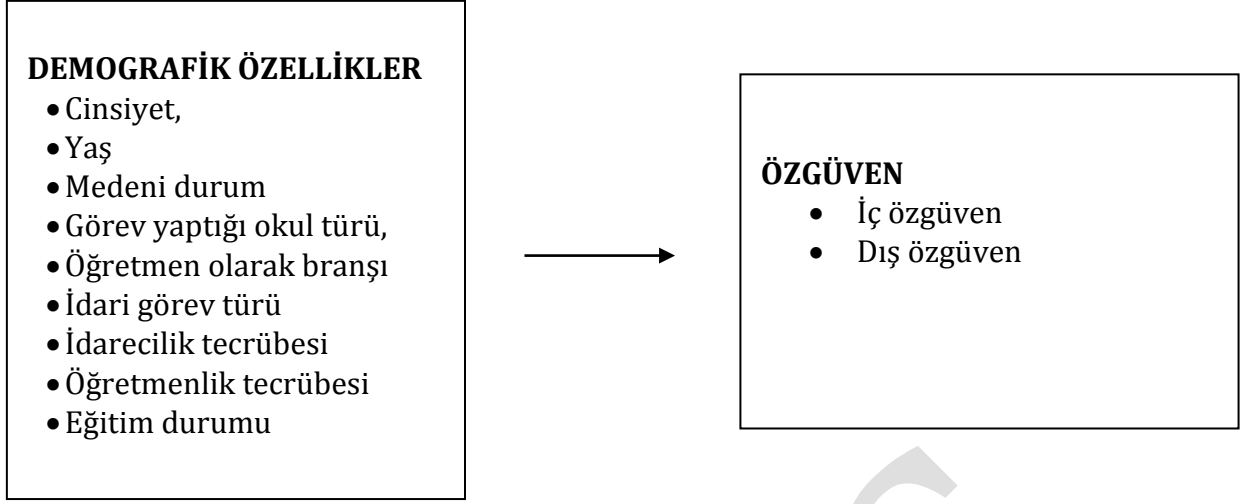 DEMOGRAFİK ÖZELLİKLER
• Cinsiyet,
• Yaş
• Medeni durum
• Görev yaptığı okul türü,
• Öğretmen olarak branşı
• İdari görev türü
• İdarecilik tecrübesi
• Öğretmenlik tecrübesi
• Eğitim durumu
ÖZGÜVEN
• İç özgüven
• Dış özgüven